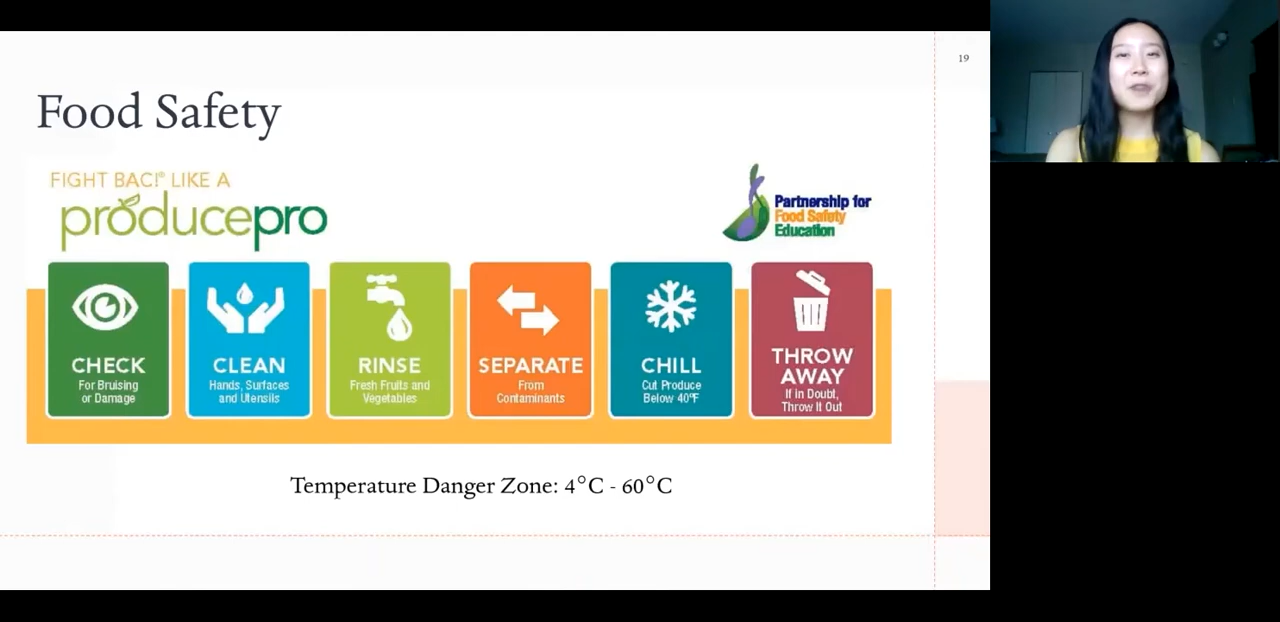 19
Food Safety
FIGHT BAC!® LIKE A
producepro
Partnership for
Food Safety
Education
CHECK
For Bruising
or Damage
CLEAN
Hands, Surfaces
and Utensils
RINSE
Fresh Fruits and
Vegetables
SEPARATE
From
Contaminants
CHILL
Cut Produce
Below 40°F
THROW
AWAY
If in Doubt,
Throw It Out
Temperature Danger Zone: 4°C - 60°C